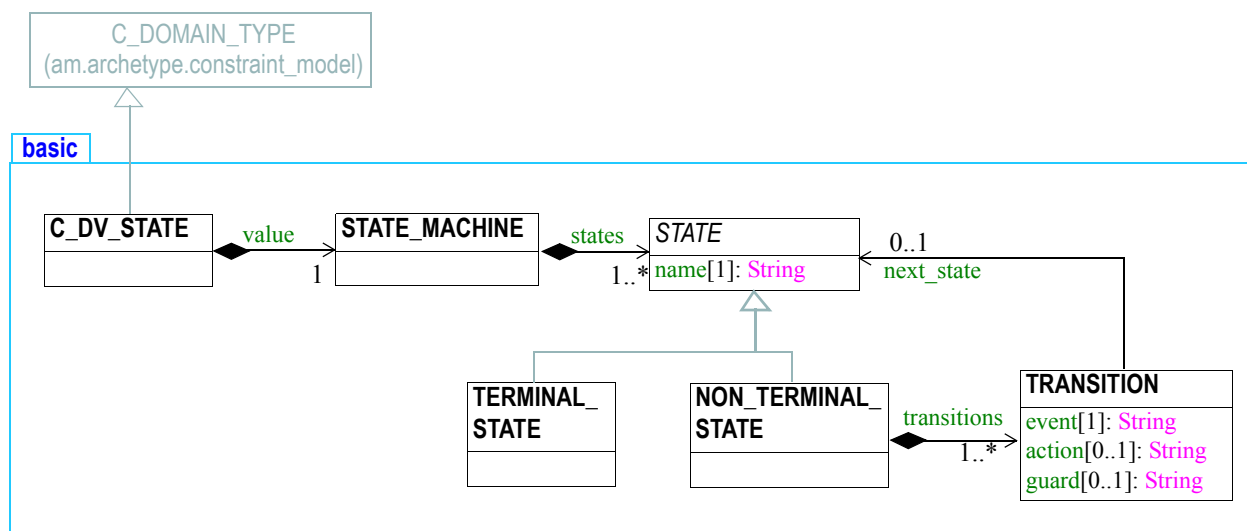 C_DOMAIN_TYPE
(am.archetype.constraint_model)
basic
C_DV_STATE
value
1
STATE_MACHINE
states
1..*
STATE
name[1]: String
0..1
next_state
TERMINAL_
STATE
NON_TERMINAL_
STATE
transitions
1..*
TRANSITION
event[1]: String
action[0..1]: String
guard[0..1]: String